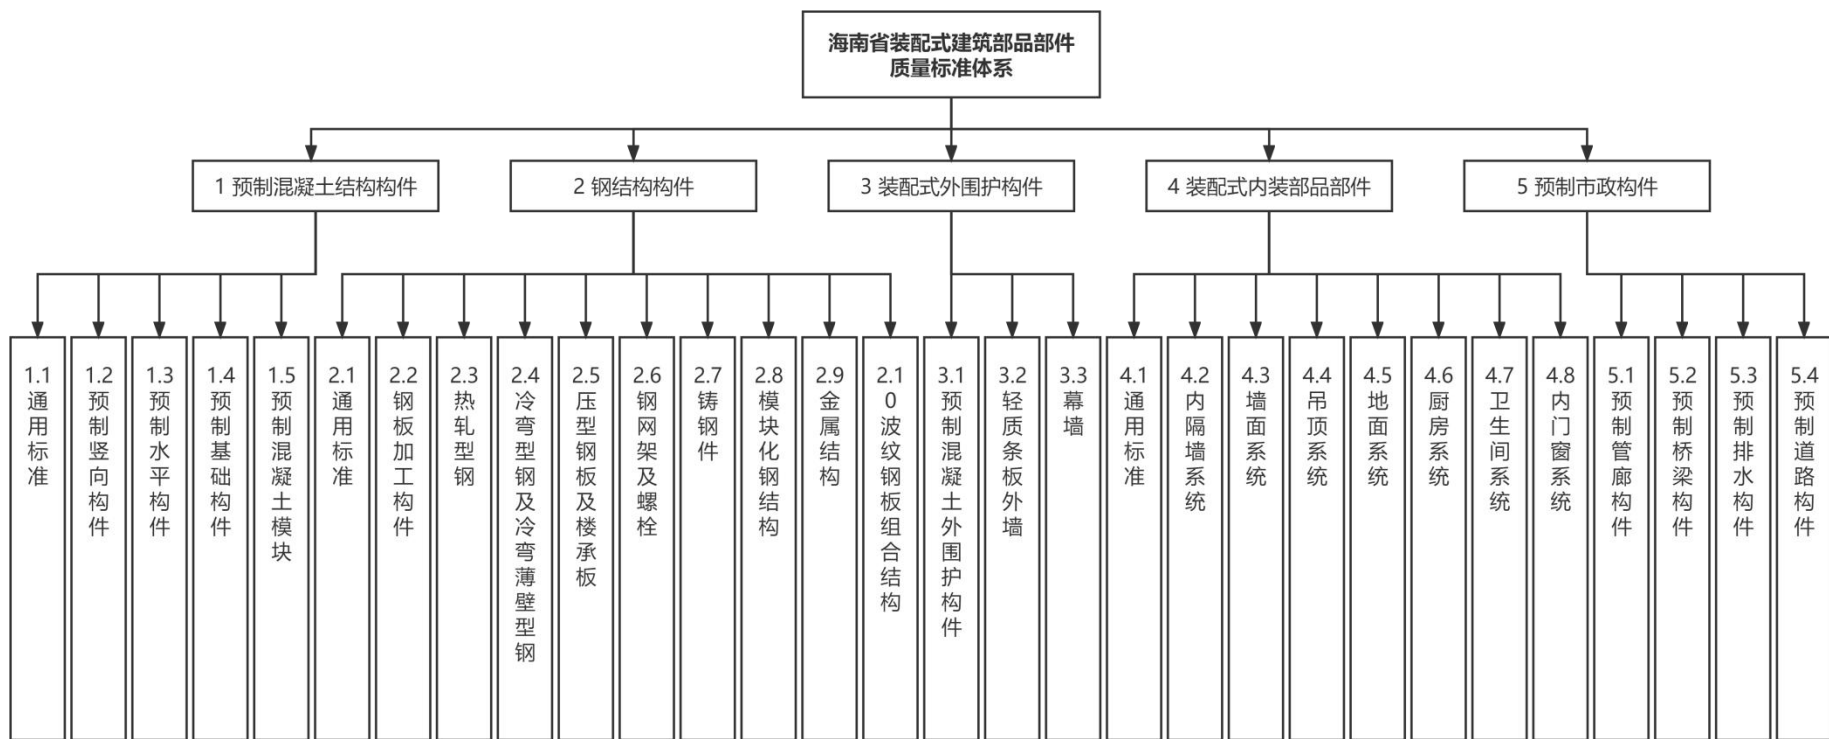 海南省装配式建筑部品部件
质量标准体系
1 预制混凝土结构构件
2 钢结构构件
3 装配式外围护构件
4 装配式内装部品部件
5 预制市政构件
1.1通用标准
1.2预制竖向构件
1.3预制水平构件
1.4预制基础构件
1.5预制混凝土模块
2.1通用标准
2.2钢板加工构件
2.3热轧型钢
2.4冷弯型钢及冷弯薄壁型钢
2.5压型钢板及楼承板
2.6钢网架及螺栓
2.7铸钢件
2.8模块化钢结构
2.9金属结构
2.10波纹钢板组合结构
3.1预制混凝土外围护构件
3.2轻质条板外墙
3.3幕墙
4.1通用标准
4.2内隔墙系统
4.3墙面系统
4.4吊顶系统
4.5地面系统
4.6厨房系统
4.7卫生间系统
4.8内门窗系统
5.1预制管廊构件
5.2预制桥梁构件
5.3预制排水构件
5.4预制道路构件